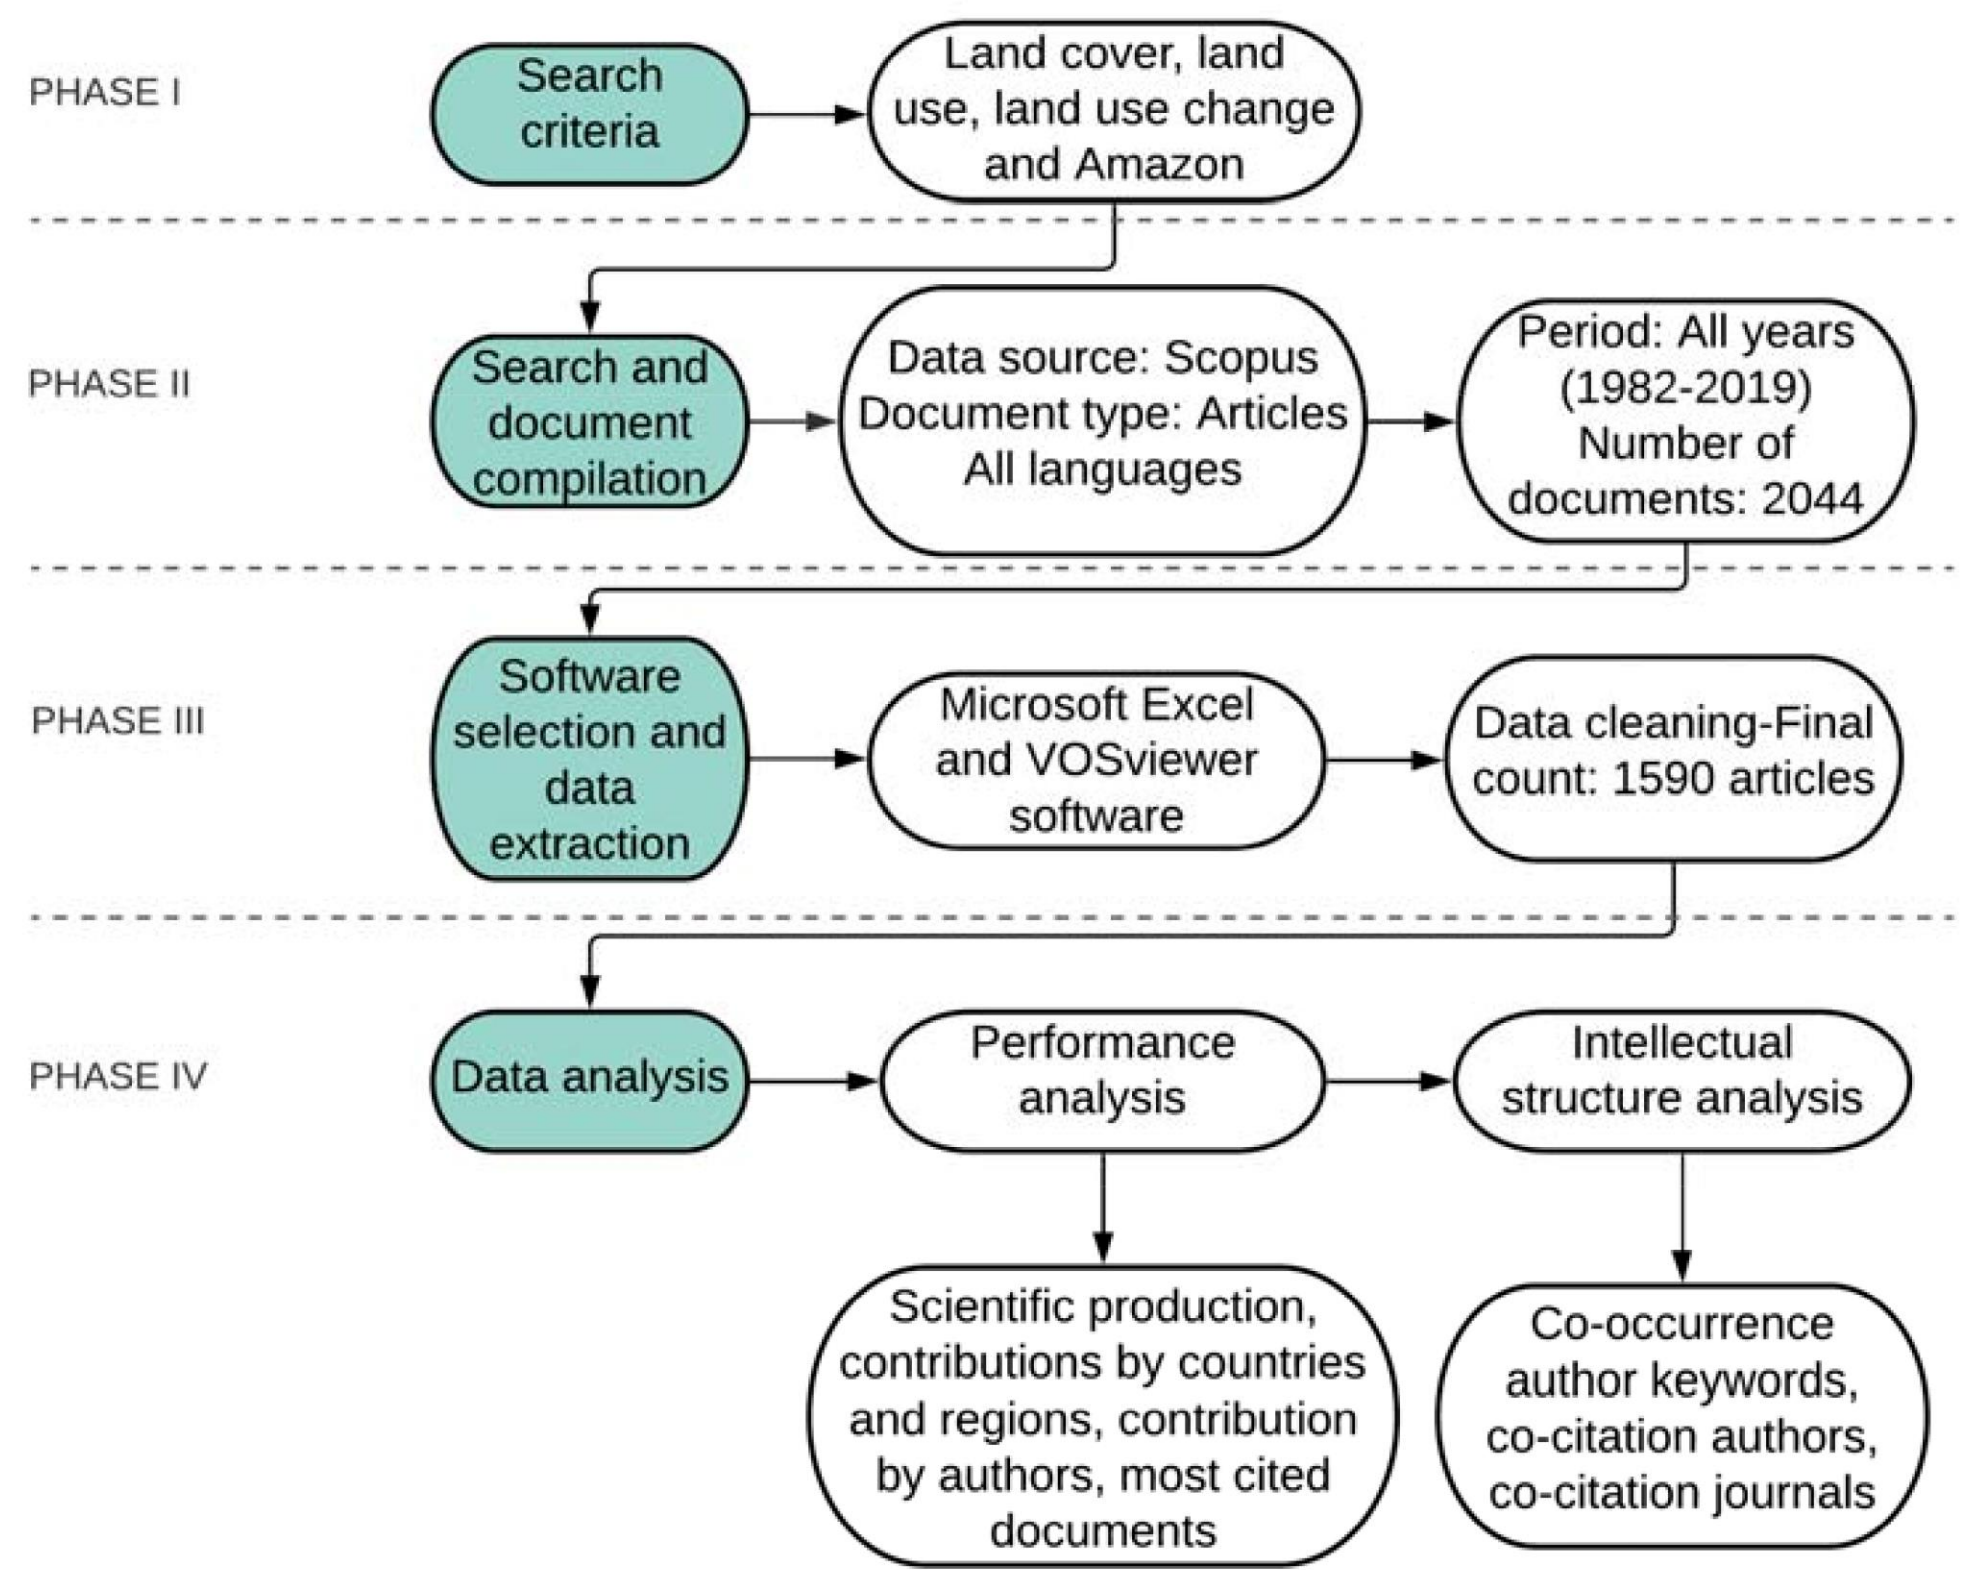 PHASE I
Search
criteria
Land cover, land
use, land use change
and Amazon
PHASE II
Search and
document
compilation
Data source: Scopus
Document type: Articles
All languages
Period: All years
(1982-2019)
Number of
documents: 2044
PHASE III
Software
selection and
data
extraction
Microsoft Excel
and VOSviewer
software
Data cleaning-Final
count: 1590 articles
PHASE IV
Data analysis
Performance
analysis
Intellectual
structure analysis
Scientific production,
contributions by countries
and regions, contribution
by authors, most cited
documents
Co-occurrence
author keywords,
co-citation authors,
co-citation journals